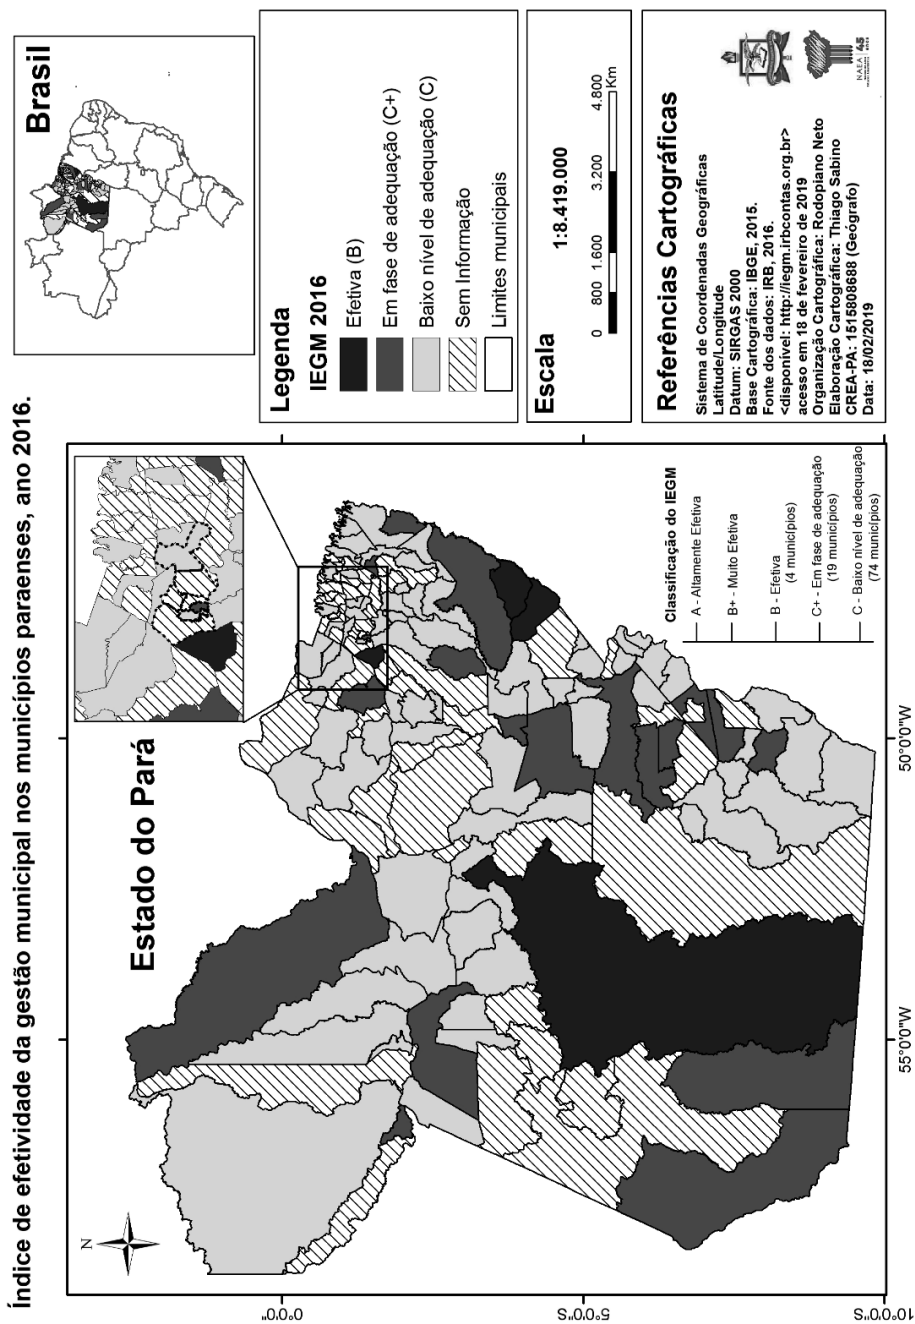 Índice de efetividade da gestão municipal nos municípios paraenses, ano 2016.
Estado do Pará
N
0°0'0"
5°0'0"S
10°0'0"S
55°0'0"W
50°0'0"W
Classificação do IEGM
A - Altamente Efetiva
B+ - Muito Efetiva
B - Efetiva
(4 municípios)
C+ - Em fase de adequação
(19 municípios)
C - Baixo nível de adequação
(74 municípios)
Brasil
Legenda
IEGM 2016
Efetiva (B)
Em fase de adequação (C+)
Baixo nível de adequação (C)
Sem Informação
Limites municipais
Escala
1:8.419.000
0 800 1.600 3.200 4.800
Km
Referências Cartográficas
Sistema de Coordenadas Geográficas
Latitude/Longitude
Datum: SIRGAS 2000
Base Cartográfica: IBGE, 2015.
Fonte dos dados: IRB, 2016.
<disponível: http://iegm.irbcontas.org.br>
acesso em 18 de fevereiro de 2019
Organização Cartográfica: Rodopiano Neto
Elaboração Cartográfica: Thiago Sabino
CREA-PA: 1515808688 (Geógrafo)
Data: 18/02/2019
NAEA 45